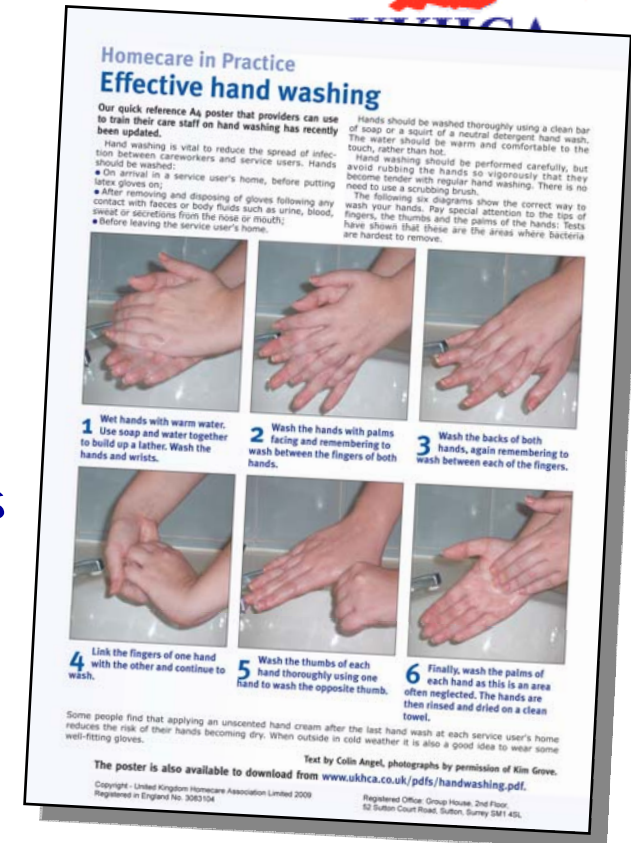 Homecare in Practice
Effective hand washing
Our quick reference A4 poster that providers can use
to train their care staff on hand washing has recently
been updated.
Hand washing is vital to reduce the spread of infec-
tion between careworkers and service users. Hands
should be washed:
• On arrival in a service user's home, before putting
latex gloves on;
• After removing and disposing of gloves following any
contact with faeces or body fluids such as urine, blood,
sweat or secretions from the nose or mouth;
• Before leaving the service user's home.
Hands should be washed thoroughly using a clean bar
of soap or a squirt of a neutral detergent hand wash.
The water should be warm and comfortable to the
touch, rather than hot.
Hand washing should be performed carefully, but
avoid rubbing the hands so vigorously that they
become tender with regular hand washing. There is no
need to use a scrubbing brush.
The following six diagrams show the correct way to
wash your hands. Pay special attention to the tips of
fingers, the thumbs and the palms of the hands: Tests
have shown that these are the areas where bacteria
are hardest to remove.
1 Wet hands with warm water.
Use soap and water together
to build up a lather. Wash the
hands and wrists.
2 Wash the hands with palms
facing and remembering to
wash between the fingers of both
hands.
3 Wash the backs of both
hands, again remembering to
wash between each of the fingers.
s
4 Link the fingers of one hand
with the other and continue to
wash.
5 Wash the thumbs of each
hand thoroughly using one
hand to wash the opposite thumb.
6 Finally, wash the palms of
each hand as this is an area
often neglected. The hands are
then rinsed and dried on a clean
towel.
Some people find that applying an unscented hand cream after the last hand wash at each service user's home
reduces the risk of their hands becoming dry. When outside in cold weather it is also a good idea to wear some
well-fitting gloves.
Text by Colin Angel, photographs by permission of Kim Grove.
The poster is also available to download from www.ukhca.co.uk/pdfs/handwashing.pdf.
Copyright - United Kingdom Homecare Association Limited 2009
Registered in England No. 3083104
Registered Office: Group House, 2nd Floor,
52 Sutton Court Road, Sutton, Surrey SM1 4SL